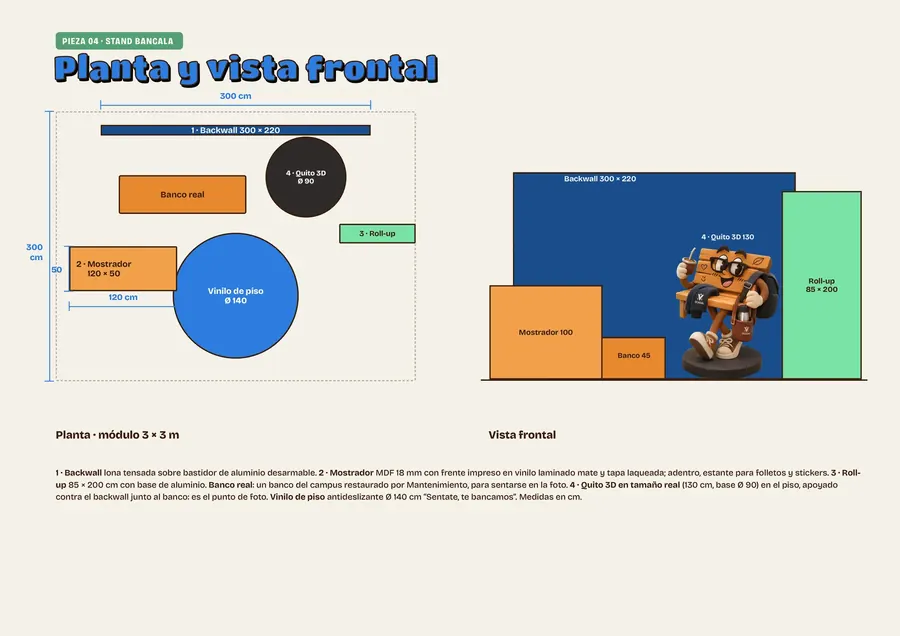 PIEZA 04 · STAND BANCALA
Planta y vista frontal
300 cm
1 · Backwall 300 × 220
4 · Quito 3D
Ø 90
Banco real
3 · Roll-up
300
cm
50
2 · Mostrador
120 × 50
120 cm
Vinilo de piso
Ø 140
Backwall 300 × 220
4 · Quito 3D 130
Roll-up
85 × 200
Mostrador 100
Banco 45
Planta · módulo 3 × 3 m
Vista frontal
1 · Backwall lona tensada sobre bastidor de aluminio desarmable. 2 · Mostrador MDF 18 mm con frente impreso en vinilo laminado mate y tapa laqueada; adentro, estante para folletos y stickers. 3 · Roll-
up 85 × 200 cm con base de aluminio. Banco real: un banco del campus restaurado por Mantenimiento, para sentarse en la foto. 4 · Quito 3D en tamaño real (130 cm, base Ø 90) en el piso, apoyado
contra el backwall junto al banco: es el punto de foto. Vinilo de piso antideslizante Ø 140 cm "Sentate, te bancamos". Medidas en cm.